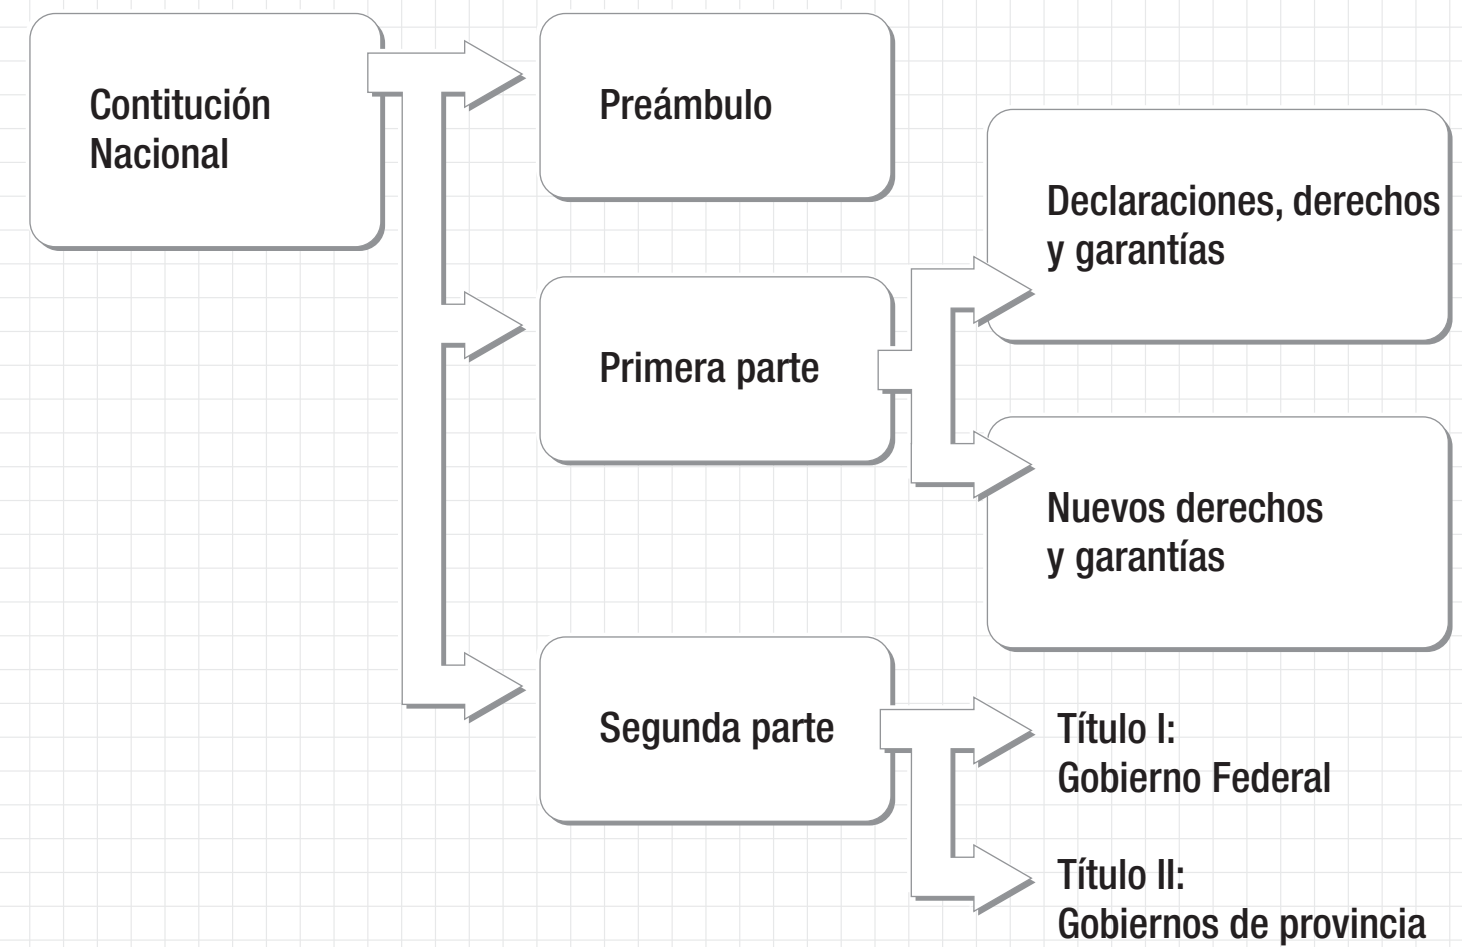 Contitución
Nacional
Preámbulo
Primera parte
Declaraciones, derechos
y garantías
Nuevos derechos
y garantías
Segunda parte
Título I:
Gobierno Federal
Título II:
Gobiernos de provincia